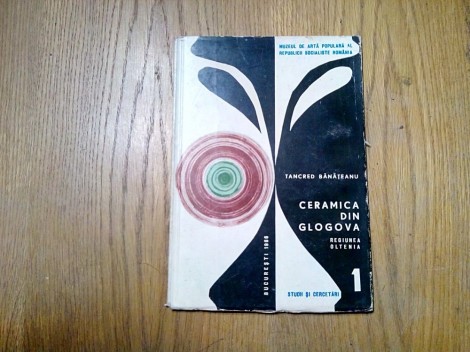 MUZEUL DE ARTĂ POPULARĂ AL
REPUBLICII SOCIALISTE ROMÂNIA
TANCRED BĂNĂŢEANU
CERAMICA
DIN
GLOGOVA
REGIUNEA
OLTENIA
BUCUREŞTI 1966
STUDII ŞI CERCETĂRI
1